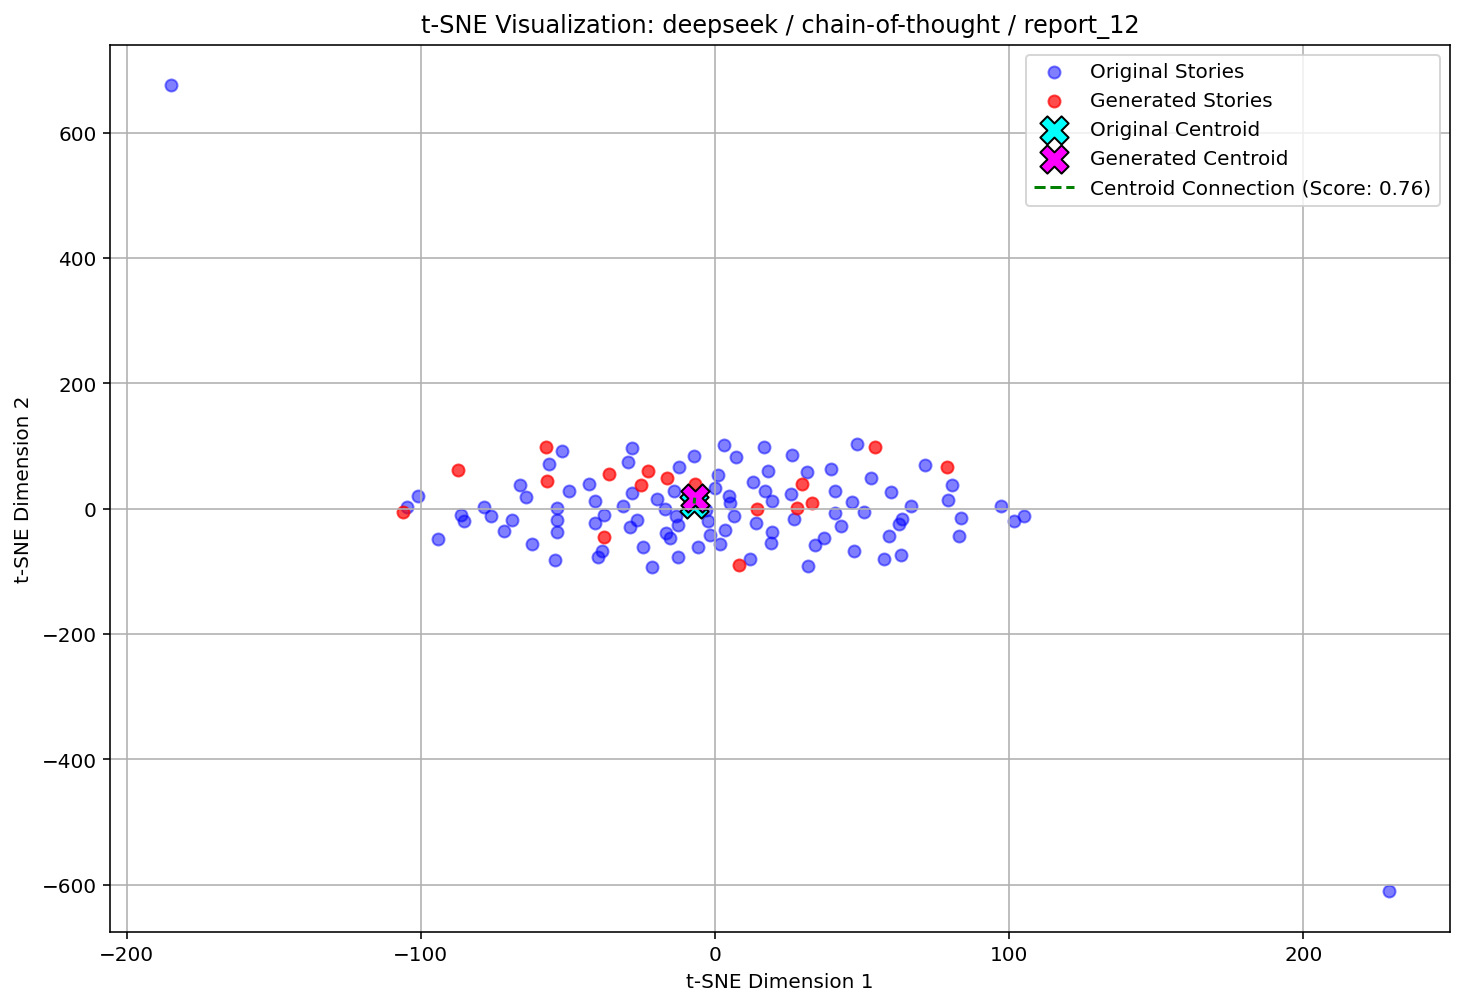 t-SNE Visualization: deepseek / chain-of-thought / report_12
Original Stories
Generated Stories
Original Centroid
Generated Centroid
Centroid Connection (Score: 0.76)
t-SNE Dimension 2
600
400
200
0
−200
−400
−600
−200
−100
0
100
200
t-SNE Dimension 1